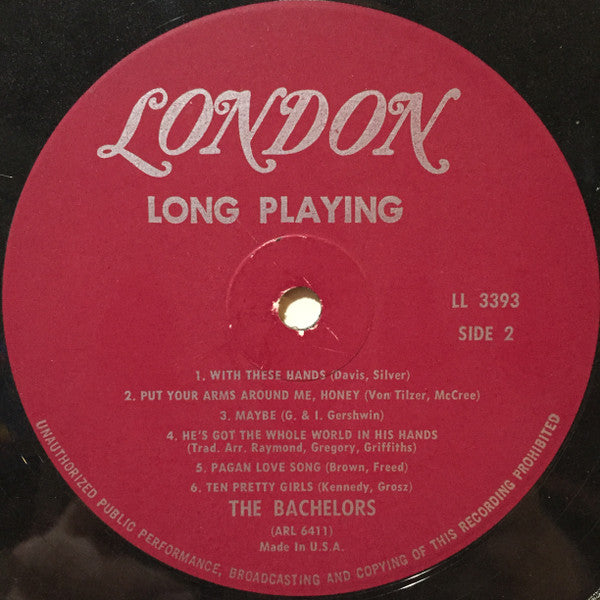 LONDON
LONG PLAYING
LL 3393
SIDE 2
1. WITH THESE HANDS (Davis, Silver)
2. PUT YOUR ARMS AROUND ME, HONEY (Von Tilzer, McCree)
3. MAYBE (G. & I. Gershwin)
4. HE'S GOT THE WHOLE WORLD IN HIS HANDS
(Trad. Arr. Raymond, Gregory, Griffiths)
5. PAGAN LOVE SONG (Brown, Freed)
6. TEN PRETTY GIRLS (Kennedy, Grosz)
THE BACHELORS
(ARL 6411)
Made In U.S.A.
UNAUTHORIZED PUBLIC PERFORMANCE, BROADCASTING AND COPYING OF THIS RECORDING PROHIBITED